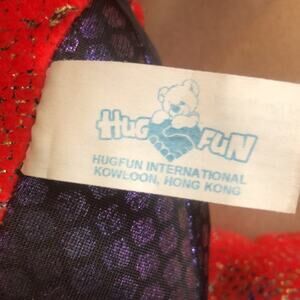 HUG FUN
HUGFUN INTERNATIONAL
KOWLOON, HONG KONG